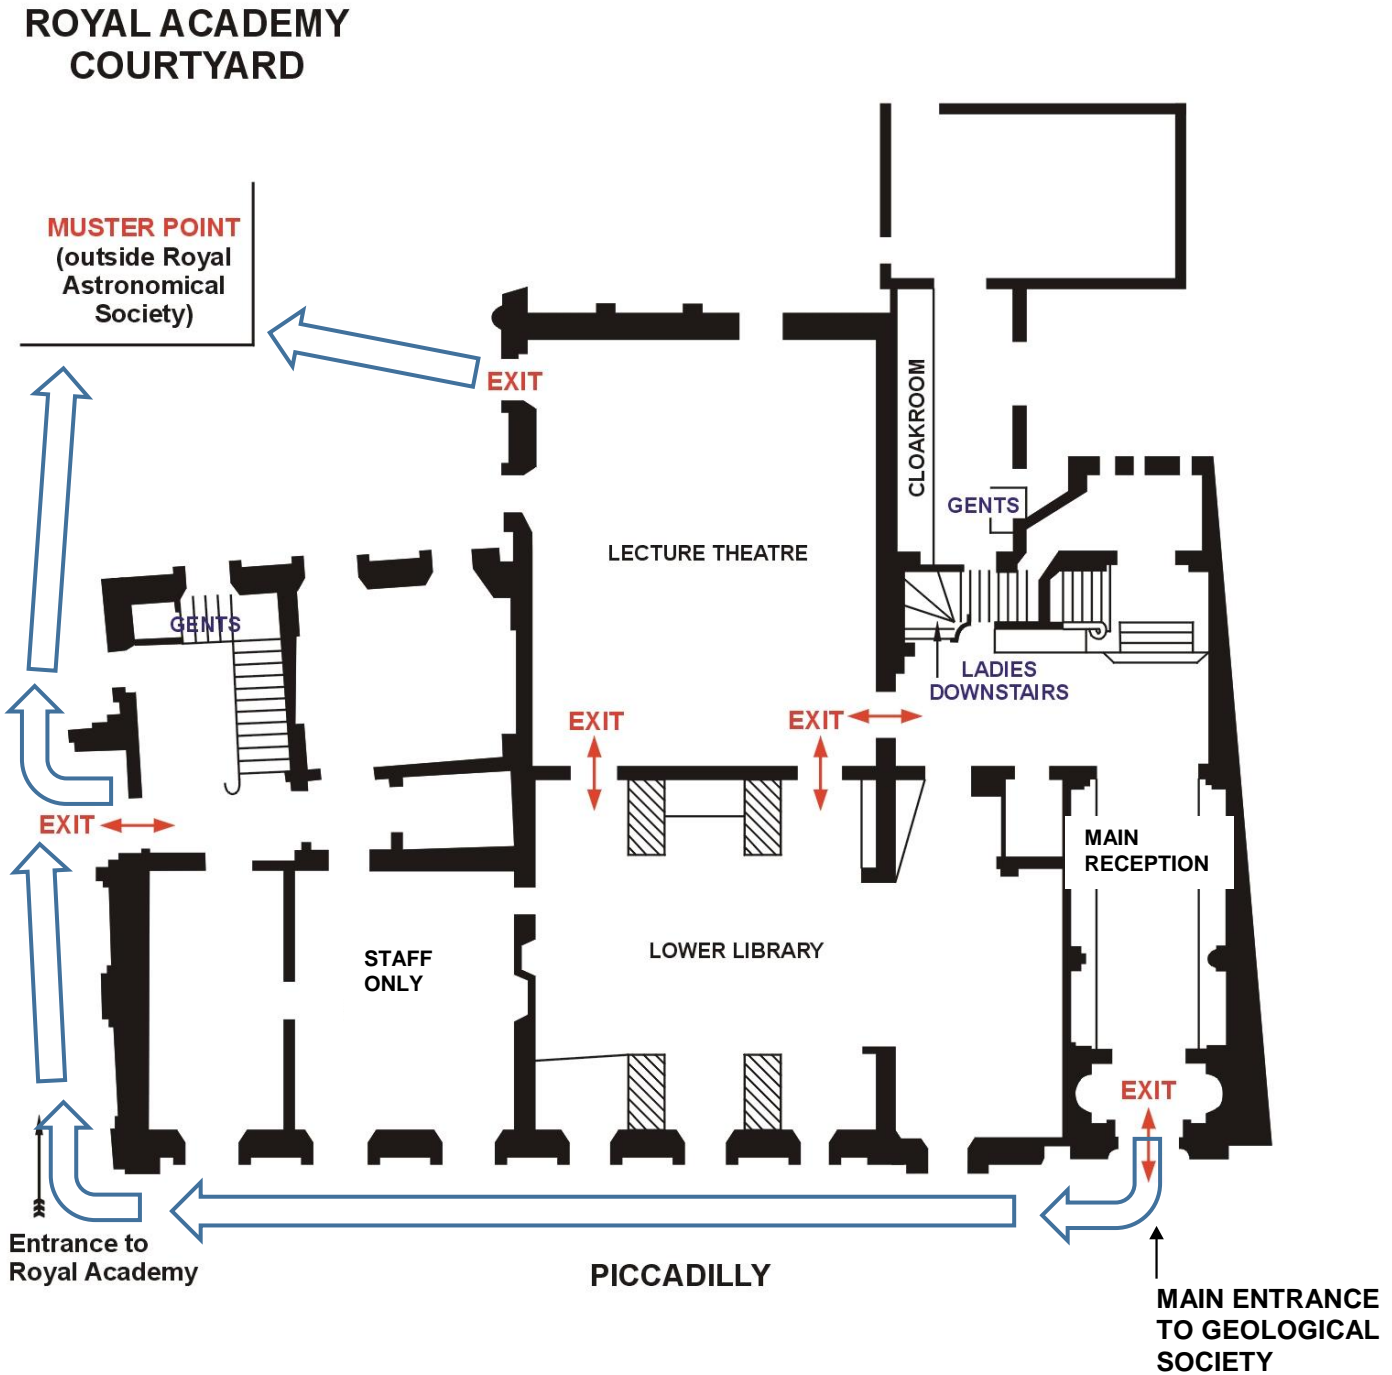 ROYAL ACADEMY
COURTYARD
MUSTER POINT
(outside Royal
Astronomical
Society)
EXIT
CLOAKROOM
GENTS
LECTURE THEATRE
GENTS
LADIES
DOWNSTAIRS
EXIT
EXIT
EXIT
MAIN
RECEPTION
STAFF
ONLY
LOWER LIBRARY
EXIT
Entrance to
Royal Academy
PICCADILLY
MAIN ENTRANCE
TO GEOLOGICAL
SOCIETY